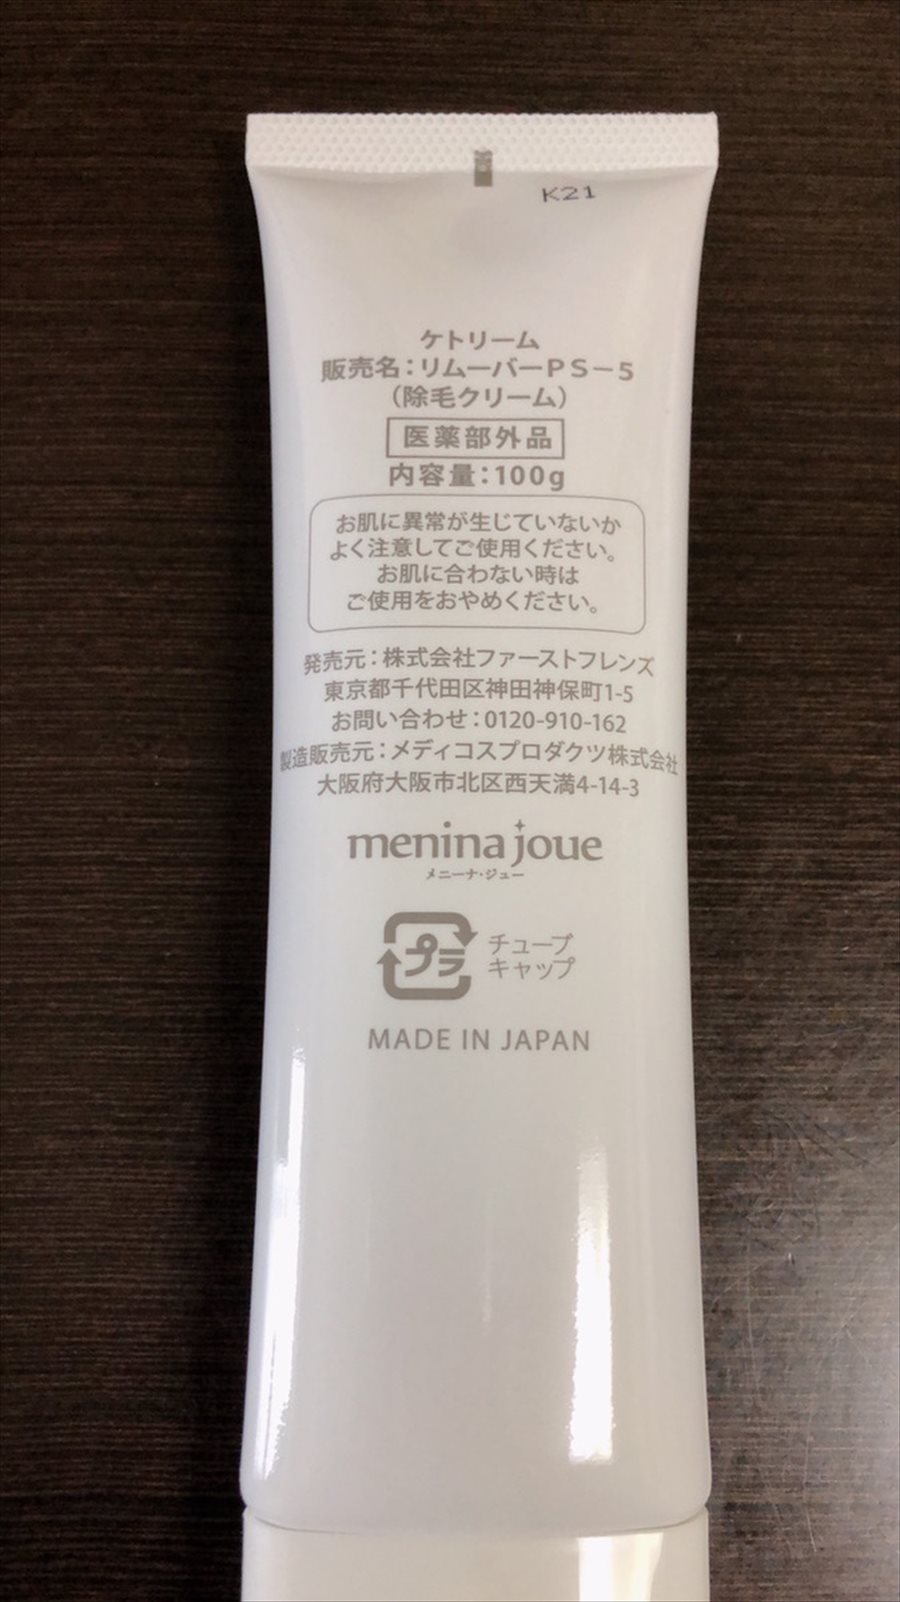 K21
ケトリーム
販売名：リムーバーPS－5
（除毛クリーム）
医薬部外品
内容量：100g
お肌に異常が生じていないか
よく注意してご使用ください。
お肌に合わない時は
ご使用をおやめください。
発売元：株式会社ファーストフレンズ
東京都千代田区神田神保町1-5
お問い合わせ：0120-910-162
製造販売元：メディコスプロダクツ株式会社
大阪府大阪市北区西天満4-14-3
menina joue
メニーナ・ジュー
プラ
チューブ
キャップ
MADE IN JAPAN